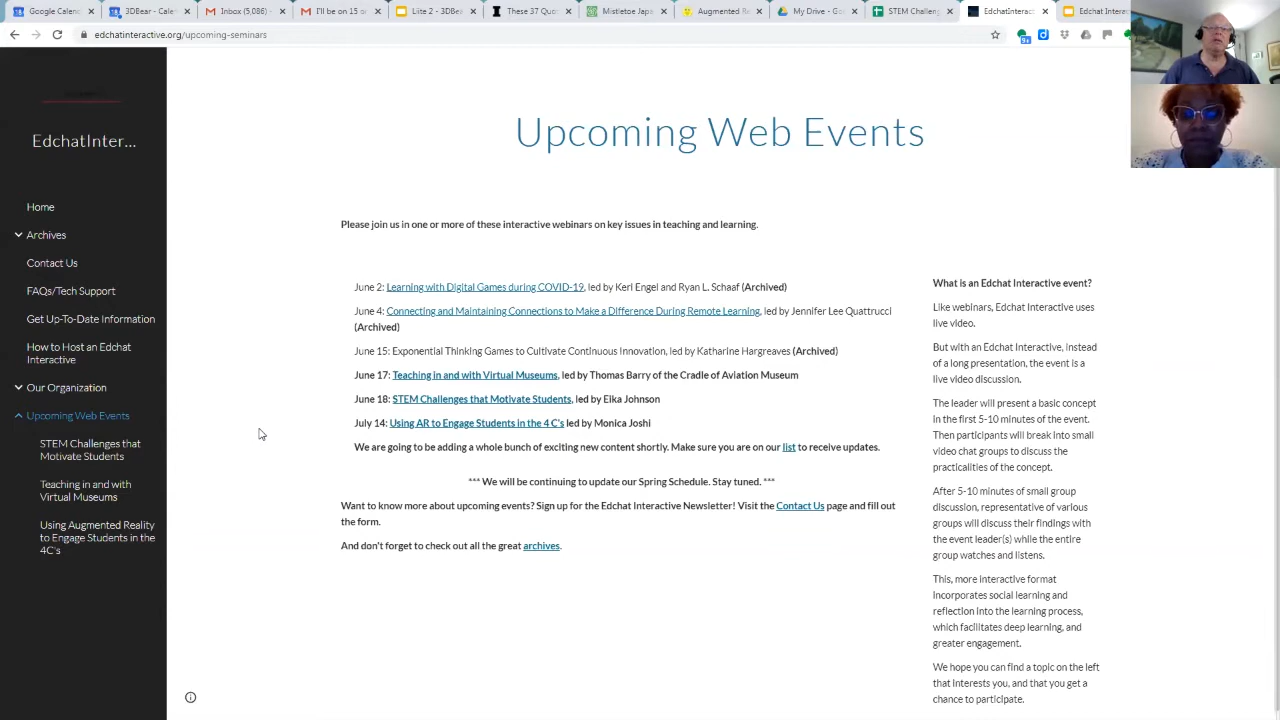 Google Calendar
3DBear - Calen
Inbox (5,086) -
I'll be on 15 or
Lite 2 - 3DBea
These 37 Quo
Mistletoe Japa
Augmented Re
My Drive - Goo
STEM Challeng
EdchatInteract
Edchat Interac
edchatinteractive.org/upcoming-seminars
EdchatInter...
Home
Archives
Contact Us
FAQs/Tech Support
Get Up-To-Date Information
How to Host an Edchat
Interactive
Our Organization
Upcoming Web Events
STEM Challenges that
Motivate Students
Teaching in and with
Virtual Museums
Using Augmented Reality
to Engage Students in the
4C's
Upcoming Web Events
Please join us in one or more of these interactive webinars on key issues in teaching and learning.
June 2: Learning with Digital Games during COVID-19, led by Keri Engel and Ryan L. Schaaf (Archived)
June 4: Connecting and Maintaining Connections to Make a Difference During Remote Learning, led by Jennifer Lee Quattrucci
(Archived)
June 15: Exponential Thinking Games to Cultivate Continuous Innovation, led by Katharine Hargreaves (Archived)
June 17: Teaching in and with Virtual Museums, led by Thomas Barry of the Cradle of Aviation Museum
June 18: STEM Challenges that Motivate Students, led by Eika Johnson
July 14: Using AR to Engage Students in the 4 C's led by Monica Joshi
We are going to be adding a whole bunch of exciting new content shortly. Make sure you are on our list to receive updates.
*** We will be continuing to update our Spring Schedule. Stay tuned. ***
Want to know more about upcoming events? Sign up for the Edchat Interactive Newsletter! Visit the Contact Us page and fill out
the form.
And don't forget to check out all the great archives.
What is an Edchat Interactive event?
Like webinars, Edchat Interactive uses
live video.
But with an Edchat Interactive, instead
of a long presentation, the event is a
live video discussion.
The leader will present a basic concept
in the first 5-10 minutes of the event.
Then participants will break into small
video chat groups to discuss the
practicalities of the concept.
After 5-10 minutes of small group
discussion, representative of various
groups will discuss their findings with
the event leader(s) while the entire
group watches and listens.
This, more interactive format
incorporates social learning and
reflection into the learning process,
which facilitates deep learning, and
greater engagement.
We hope you can find a topic on the left
that interests you, and that you get a
chance to participate.